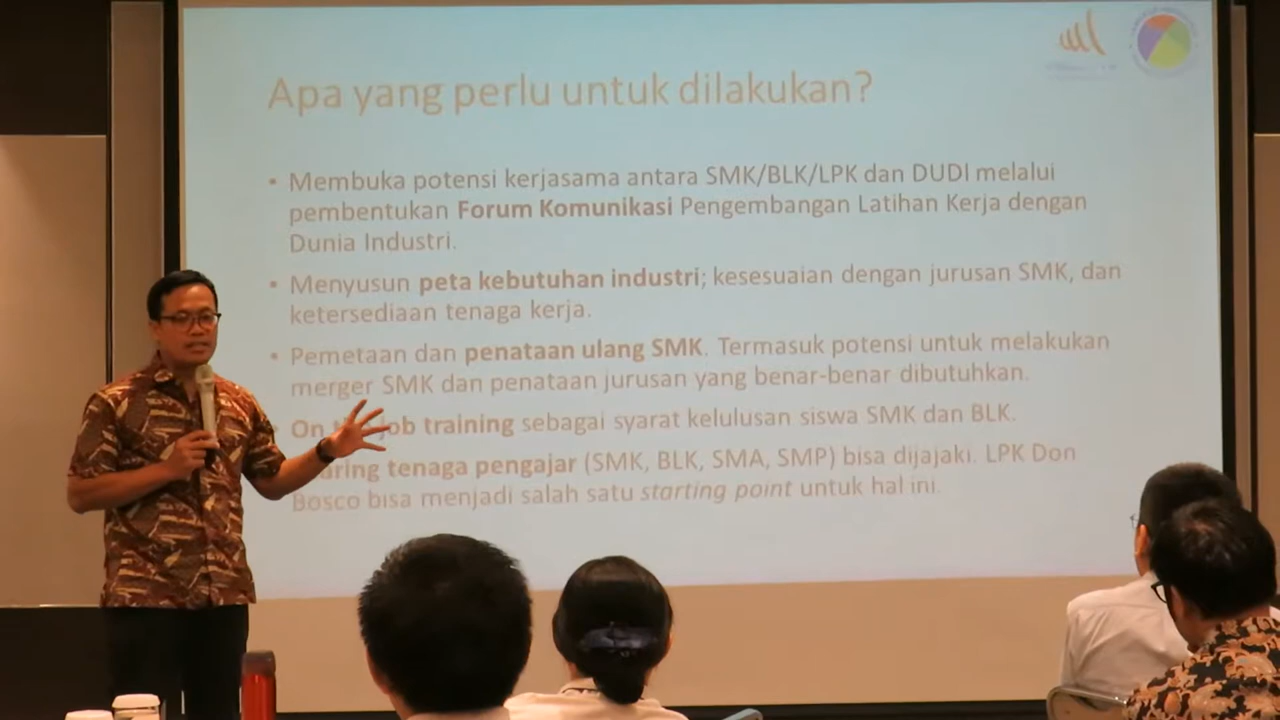 Apa yang perlu untuk dilakukan?
• Membuka potensi kerjasama antara SMK/BLK/LPK dan DUDI melalui
pembentukan Forum Komunikasi Pengembangan Latihan Kerja dengan
Dunia Industri.
• Menyusun peta kebutuhan industri; kesesuaian dengan jurusan SMK, dan
ketersediaan tenaga kerja.
• Pemetaan dan penataan ulang SMK. Termasuk potensi untuk melakukan
merger SMK dan penataan jurusan yang benar-benar dibutuhkan.
On job training sebagai syarat kelulusan siswa SMK dan BLK.
tenaga pengajar (SMK, BLK, SMA, SMP) bisa dijajaki. LPK Don
Bosco bisa menjadi salah satu starting point untuk hal ini.